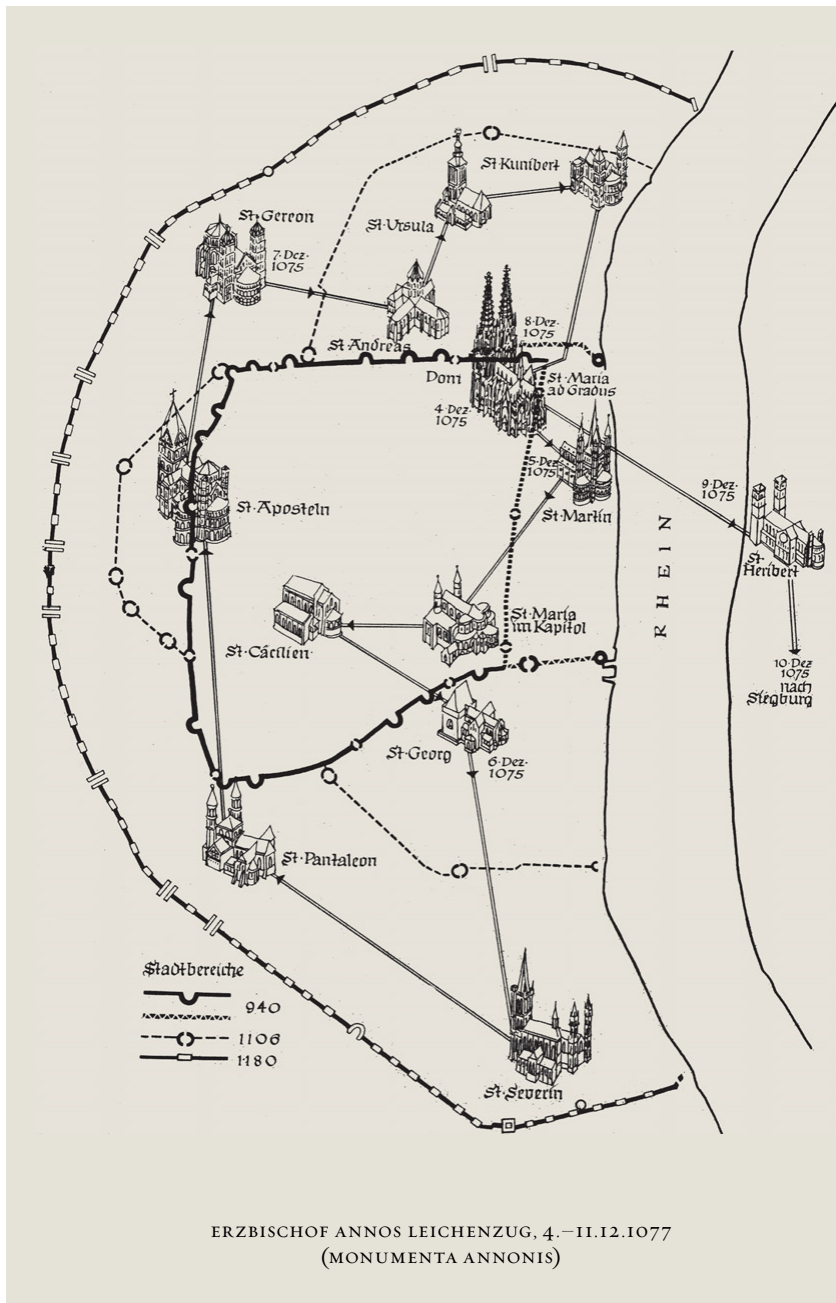 St. Kunibert
St. Gereon
St. Ursula
7. Dez.
1075
8. Dez.
1075
St. Andreas
Dom
St. Maria
ad Gradus
4. Dez.
1075
5. Dez.
1075
9. Dez.
1075
St. Aposteln
St. Martin
RHEIN
St.
Heribert
St. Maria
im Kapitol
St. Cäcilien
10. Dez
1075
nach
Siegburg
St. Georg
6. Dez.
1075
St. Pantaleon
Stadtbereiche
940
1106
1180
St. Severin
ERZBISCHOF ANNOS LEICHENZUG, 4.–11.12.1077
(MONUMENTA ANNONIS)